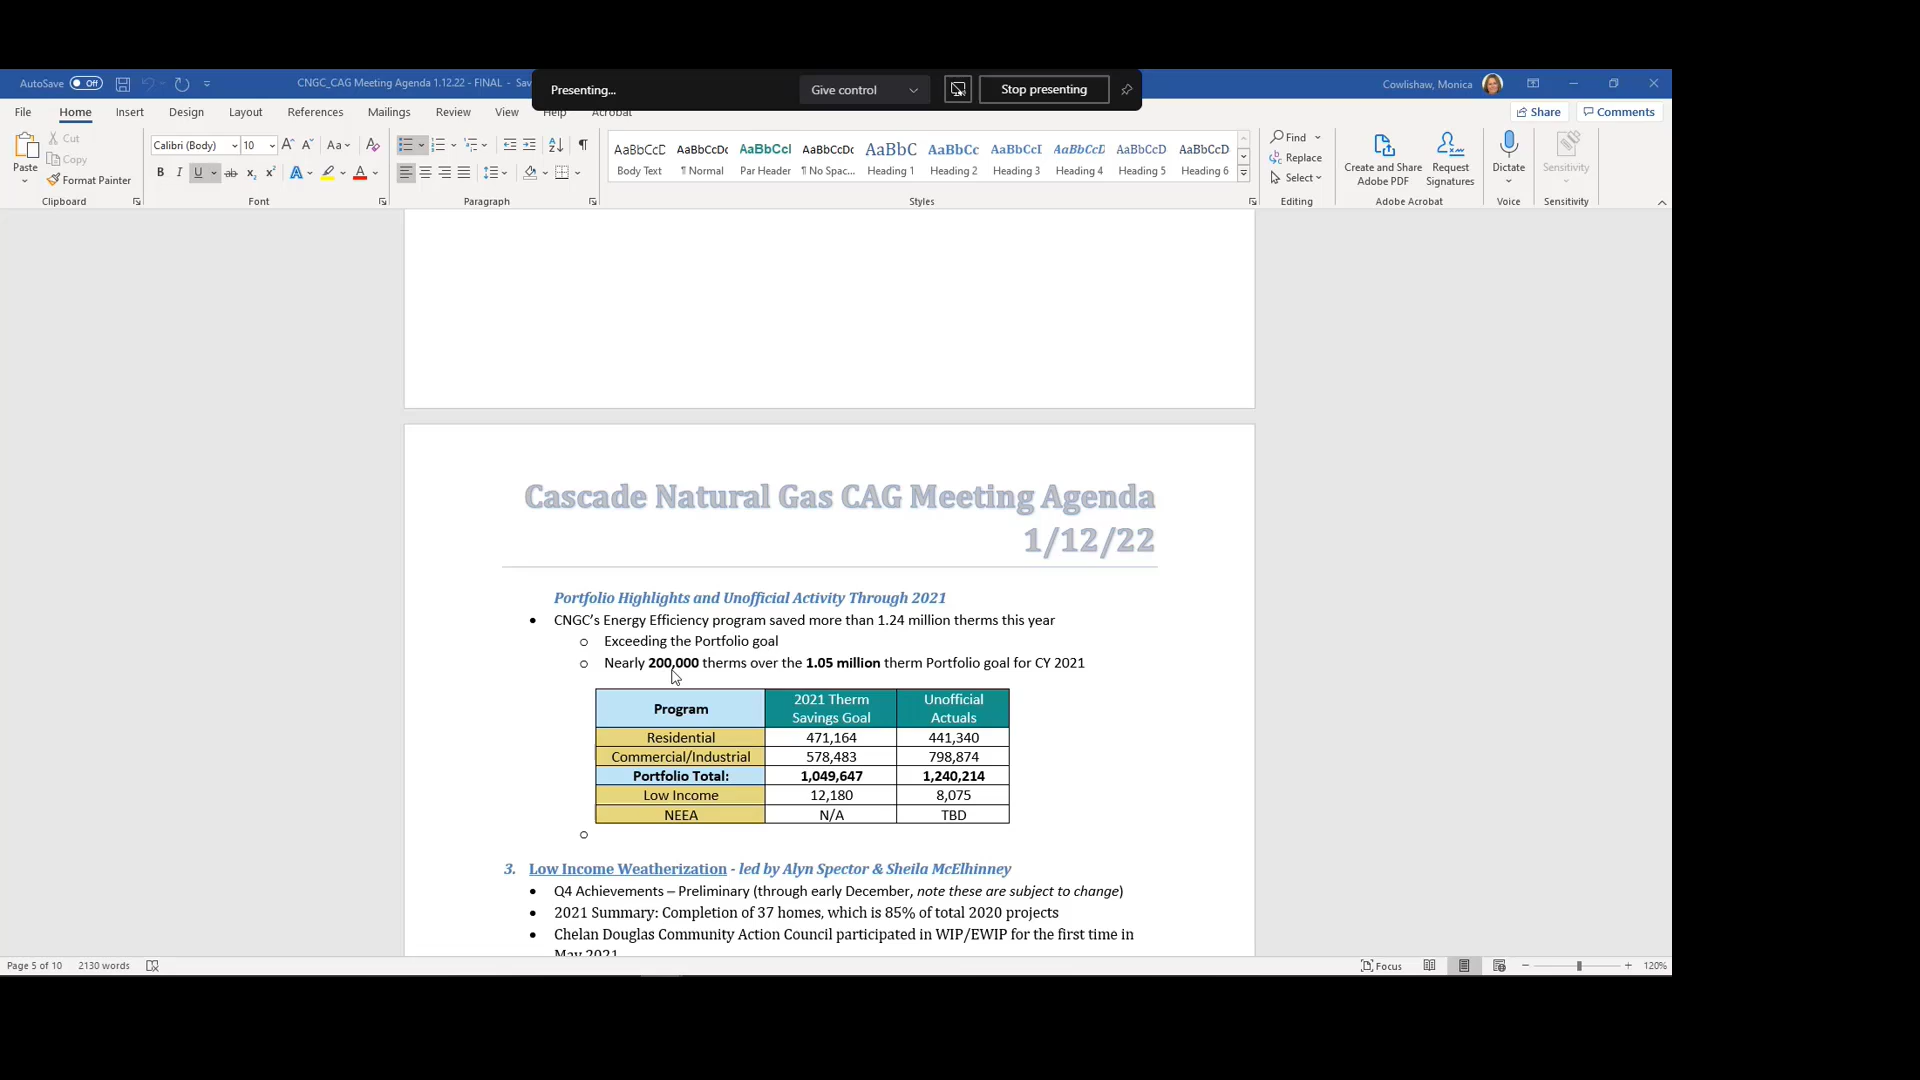 AutoSave Off
CNGC_CAG Meeting Agenda 1.12.22 - FINAL - Sav
Presenting...
Give control
Stop presenting
Cowlishaw, Monica
File Home Insert Design Layout References Mailings Review View Help Acrobat
Share Comments
Paste
Cut
Copy
Format Painter
Clipboard
Calibri (Body) 10
Font
Paragraph
AaBbCcD AaBbCcDc AaBbCcI AaBbCcDc AaBbC AaBbCc AaBbCcI AaBbCcD AaBbCcD AaBbCcD
Body Text ¶ Normal Par Header ¶ No Spac... Heading 1 Heading 2 Heading 3 Heading 4 Heading 5 Heading 6
Styles
Find
Replace
Select
Editing
Create and Share Adobe PDF
Request Signatures
Adobe Acrobat
Dictate
Voice
Sensitivity
Sensitivity
Cascade Natural Gas CAG Meeting Agenda
1/12/22
Portfolio Highlights and Unofficial Activity Through 2021
• CNGC's Energy Efficiency program saved more than 1.24 million therms this year
o Exceeding the Portfolio goal
o Nearly 200,000 therms over the 1.05 million therm Portfolio goal for CY 2021
Program 2021 Therm Savings Goal Unofficial Actuals
Residential 471,164 441,340
Commercial/Industrial 578,483 798,874
Portfolio Total: 1,049,647 1,240,214
Low Income 12,180 8,075
NEEA N/A TBD
o
3. Low Income Weatherization - led by Alyn Spector & Sheila McElhinney
• Q4 Achievements – Preliminary (through early December, note these are subject to change)
• 2021 Summary: Completion of 37 homes, which is 85% of total 2020 projects
• Chelan Douglas Community Action Council participated in WIP/EWIP for the first time in
May 2021
Page 5 of 10 2130 words
Focus
120%